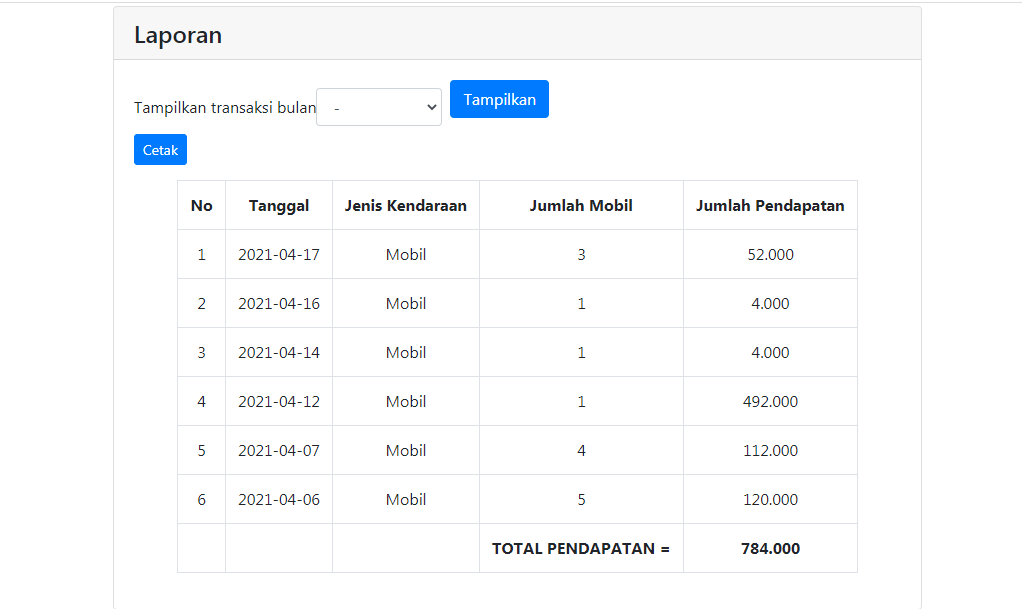 Laporan
Tampilkan transaksi bulan - Tampilkan
Cetak
No Tanggal Jenis Kendaraan Jumlah Mobil Jumlah Pendapatan
1 2021-04-17 Mobil 3 52.000
2 2021-04-16 Mobil 1 4.000
3 2021-04-14 Mobil 1 4.000
4 2021-04-12 Mobil 1 492.000
5 2021-04-07 Mobil 4 112.000
6 2021-04-06 Mobil 5 120.000
TOTAL PENDAPATAN = 784.000